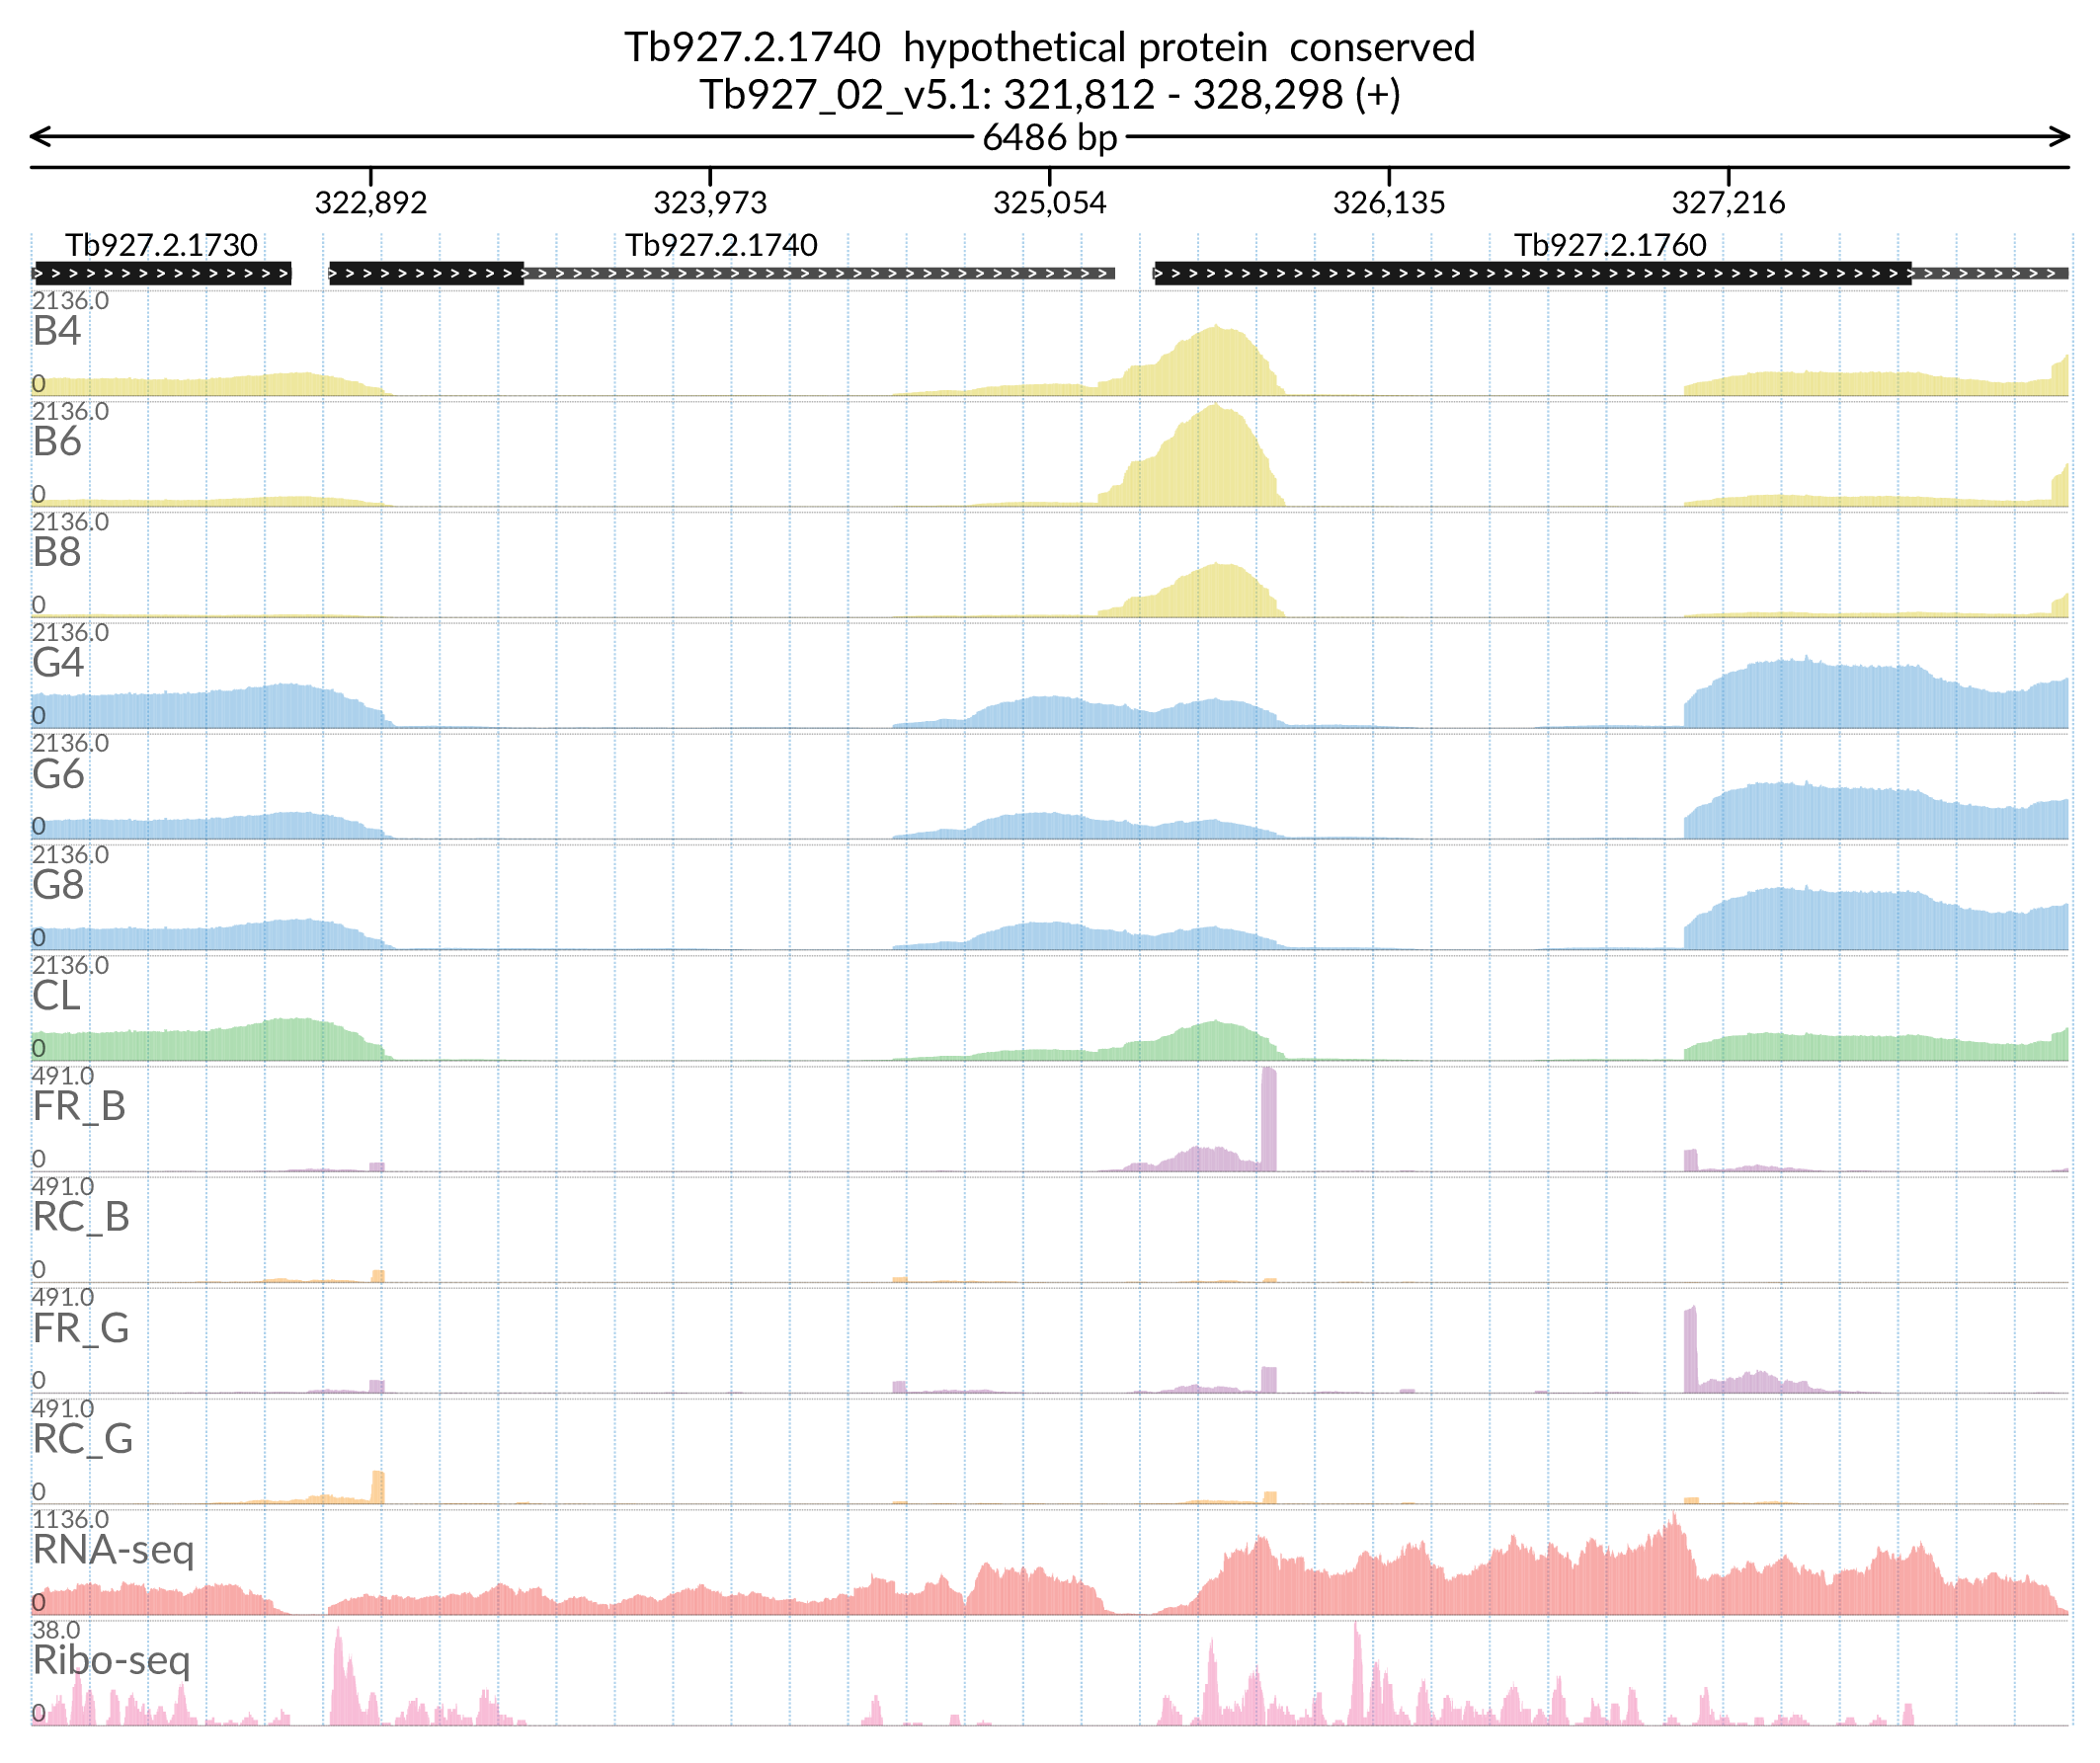 Tb927.2.1740  hypothetical protein  conserved
Tb927_02_v5.1: 321,812 - 328,298 (+)
6486 bp
322,892 323,973 325,054 326,135 327,216
Tb927.2.1730 Tb927.2.1740 Tb927.2.1760
2136.0
B4
0
2136.0
B6
0
2136.0
B8
0
2136.0
G4
0
2136.0
G6
0
2136.0
G8
0
2136.0
CL
0
491.0
FR_B
0
491.0
RC_B
0
491.0
FR_G
0
491.0
RC_G
0
1136.0
RNA-seq
0
38.0
Ribo-seq
0